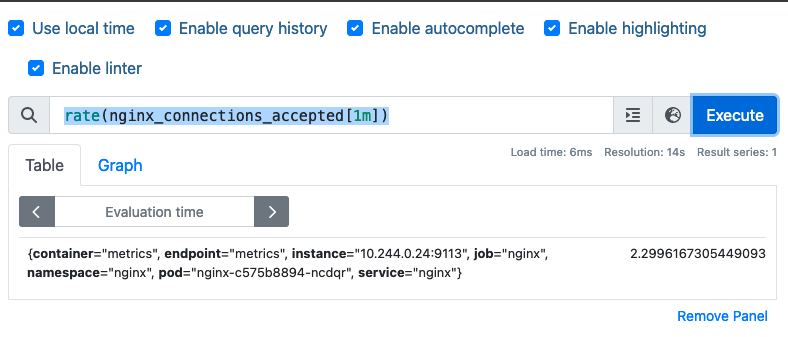 Use local time Enable query history Enable autocomplete Enable highlighting
Enable linter
rate(nginx_connections_accepted[1m]) Execute
Load time: 6ms Resolution: 14s Result series: 1
Table Graph
Evaluation time
{container="metrics", endpoint="metrics", instance="10.244.0.24:9113", job="nginx", 2.2996167305449093
namespace="nginx", pod="nginx-c575b8894-ncdqr", service="nginx"}
Remove Panel